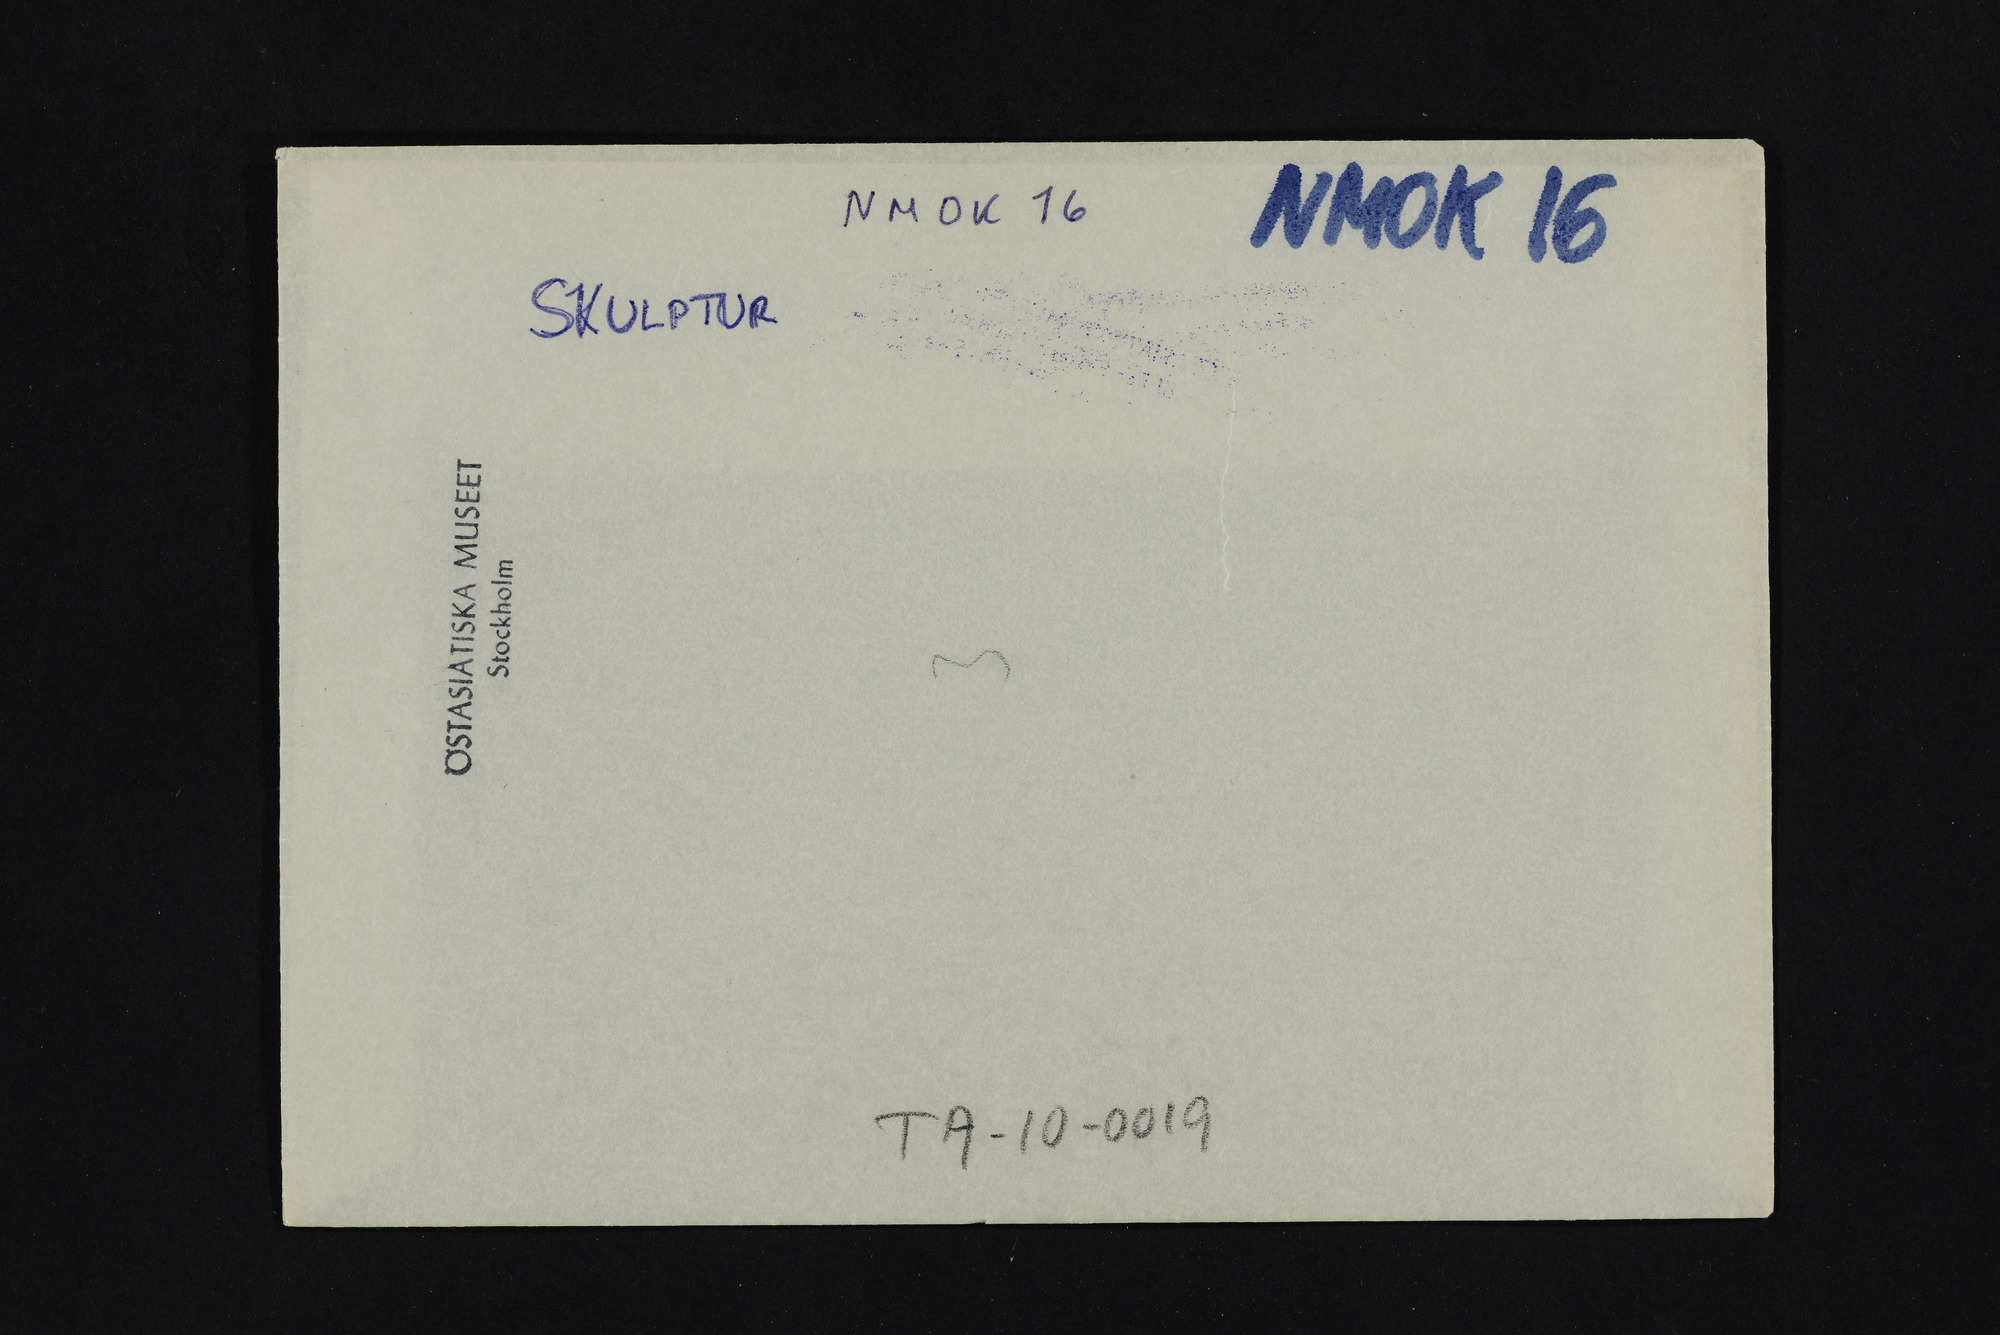 NMOK 16
NMOK 16
SKULPTUR
ÖSTASIATISKA MUSEET
Stockholm
TA-10-0019